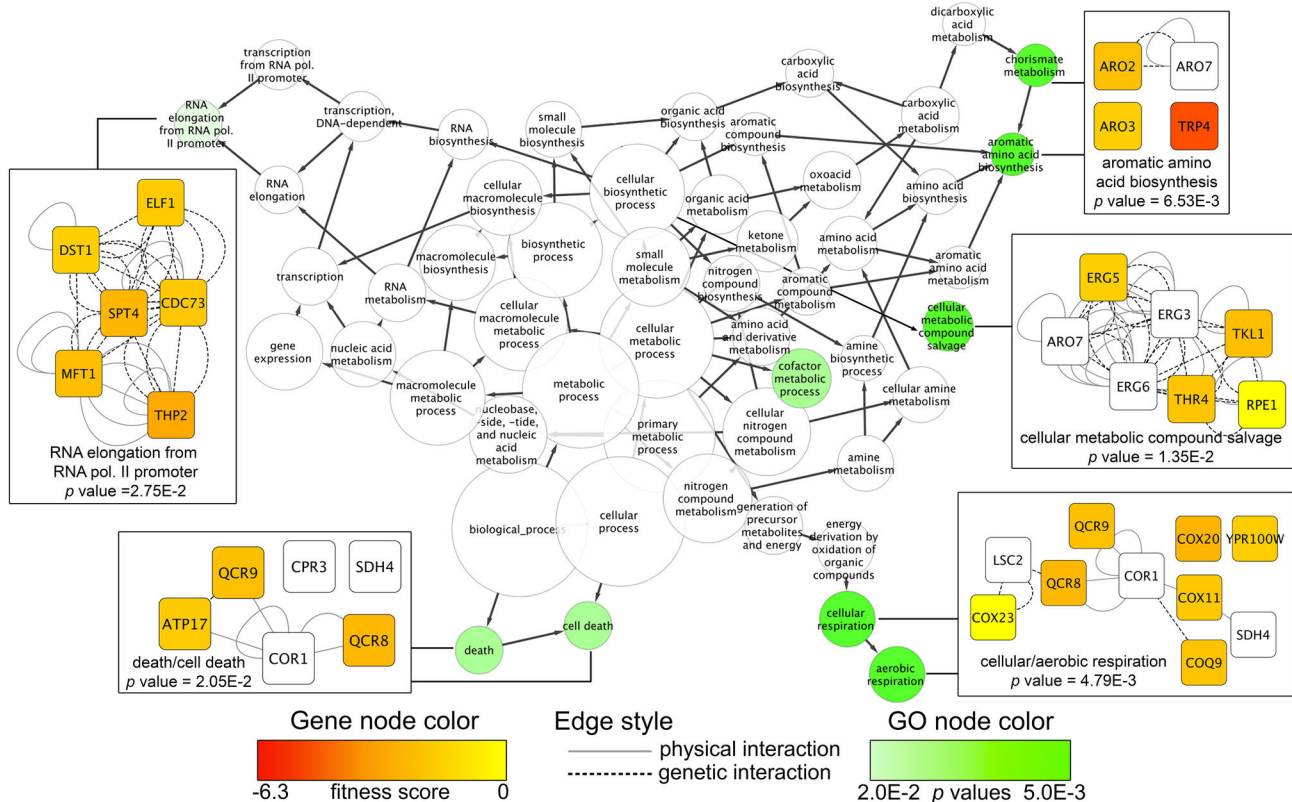 dicarboxylic
acid metabolism
transcription
from RNA pol.
II promoter
carboxylic
acid
biosynthesis
chorismate
metabolism
ARO2
ARO7
ARO3
TRP4
aromatic amino
acid biosynthesis
p value = 6.53E-3
RNA
elongation
from RNA pol.
II promoter
transcription,
DNA-dependent
RNA
biosynthesis
small
molecule
biosynthesis
organic acid
biosynthesis
aromatic
compound
biosynthesis
carboxylic
acid
metabolism
aromatic
amino acid
biosynthesis
RNA
elongation
cellular
macromolecule
biosynthesis
cellular
biosynthetic
process
organic acid
metabolism
oxoacid
metabolism
amino acid
biosynthesis
ELF1
DST1
SPT4
CDC73
MFT1
THP2
RNA elongation from
RNA pol. II promoter
p value =2.75E-2
transcription
macromolecule
biosynthesis
biosynthetic
process
small
molecule
metabolism
ketone
metabolism
amino acid
metabolism
aromatic
amino acid
metabolism
RNA
metabolism
nitrogen
compound
biosynthesis
aromatic
compound
metabolism
cellular
metabolic
compound
salvage
ERG5
ERG3
ARO7
TKL1
ERG6
THR4
RPE1
cellular metabolic compound salvage
p value = 1.35E-2
gene
expression
nucleic acid
metabolism
cellular
macromolecule
metabolic
process
cellular
metabolic
process
amino acid
and derivative
metabolism
amine
biosynthetic
process
macromolecule
metabolic
process
metabolic
process
cofactor
metabolic
process
cellular amine
metabolism
nucleobase,
-side, -tide,
and nucleic
acid
metabolism
primary
metabolic
process
cellular
nitrogen
compound
metabolism
amine
metabolism
biological_process
cellular
process
nitrogen
compound
metabolism
generation of
precursor
metabolites
and energy
energy
derivation by
oxidation of
organic
compounds
QCR9
CPR3
SDH4
ATP17
COR1
QCR8
death/cell death
p value = 2.05E-2
death
cell death
cellular
respiration
aerobic
respiration
QCR9
COX20
YPR100W
LSC2
QCR8
COR1
COX11
COX23
SDH4
COQ9
cellular/aerobic respiration
p value = 4.79E-3
Gene node color
-6.3 fitness score 0
Edge style
physical interaction
genetic interaction
GO node color
2.0E-2 p values 5.0E-3